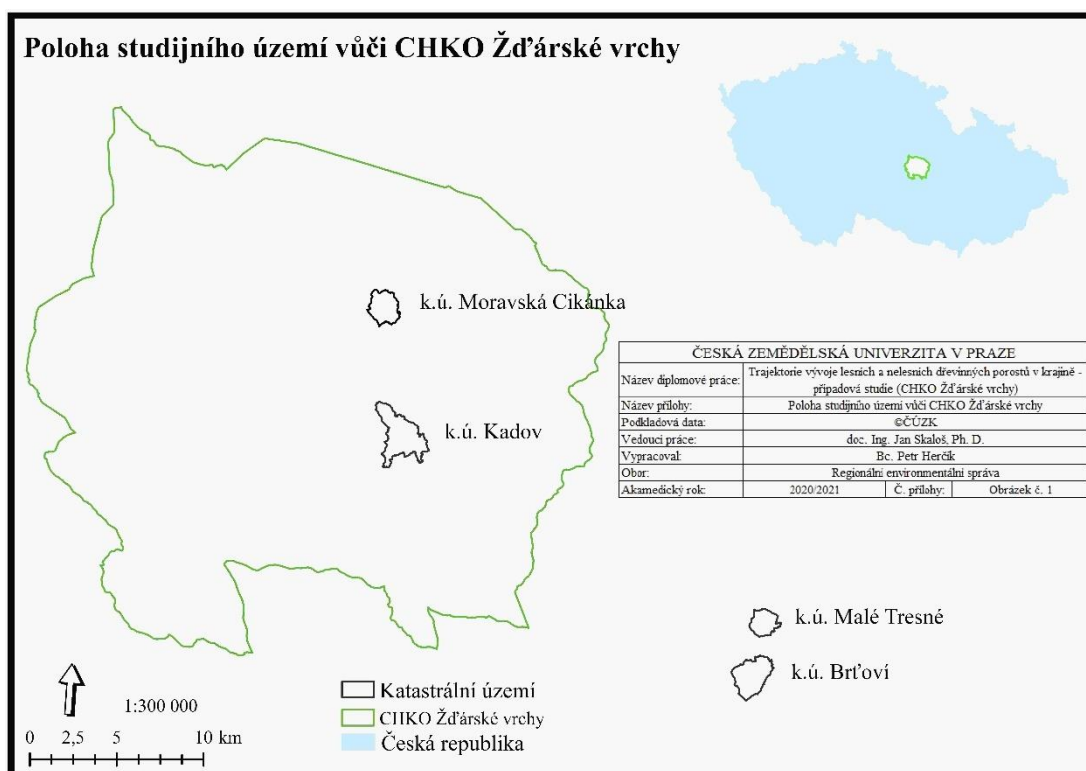 Poloha studijního území vůči CHKO Žďárské vrchy
k.ú. Moravská Cikánka
k.ú. Kadov
ČESKÁ ZEMĚDĚLSKÁ UNIVERZITA V PRAZE
Název diplomové práce: Trajektorie vývoje lesních a nelesních dřevinných porostů v krajině -
případová studie (CHKO Žďárské vrchy)
Název přílohy: Poloha studijního území vůči CHKO Žďárské vrchy
Podkladová data: ©ČÚZK
Vedoucí práce: doc. Ing. Jan Skaloš, Ph. D.
Vypracoval: Bc. Petr Herčík
Obor: Regionální environmentální správa
Akamedický rok: 2020/2021 Č. přílohy: Obrázek č. 1
k.ú. Malé Tresné
k.ú. Brťoví
1:300 000
0 2,5 5 10 km
Katastrální území
CHKO Žďárské vrchy
Česká republika